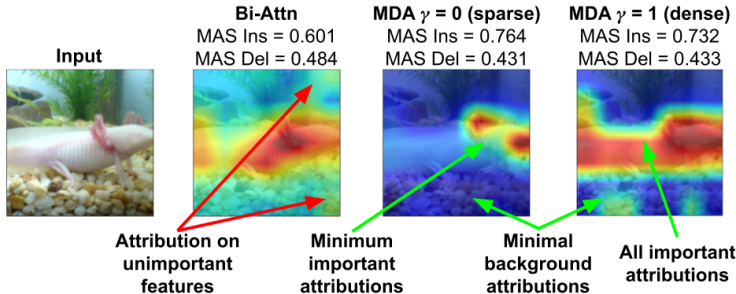 Bi-Attn
MAS Ins = 0.601
MAS Del = 0.484
MDA γ = 0 (sparse)
MAS Ins = 0.764
MAS Del = 0.431
MDA γ = 1 (dense)
MAS Ins = 0.732
MAS Del = 0.433
Input
Attribution on
unimportant
features
Minimum
important
attributions
Minimal
background
attributions
All important
attributions